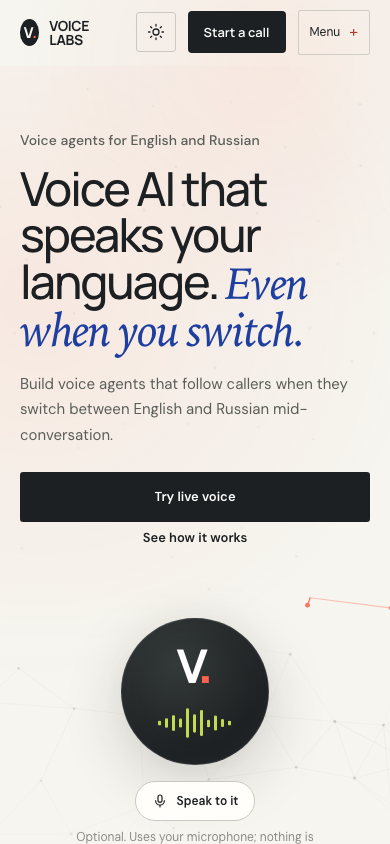 V.
VOICE
LABS
Start a call
Menu +
Voice agents for English and Russian
Voice AI that
speaks your
language. Even
when you switch.
Build voice agents that follow callers when they
switch between English and Russian mid-
conversation.
Try live voice
See how it works
V.
Speak to it
Optional. Uses your microphone; nothing is